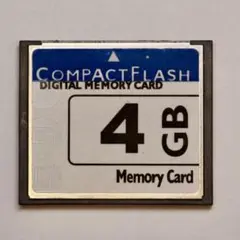 COMPACTFLASH
DIGITAL MEMORY CARD
4 GB
Memory Card